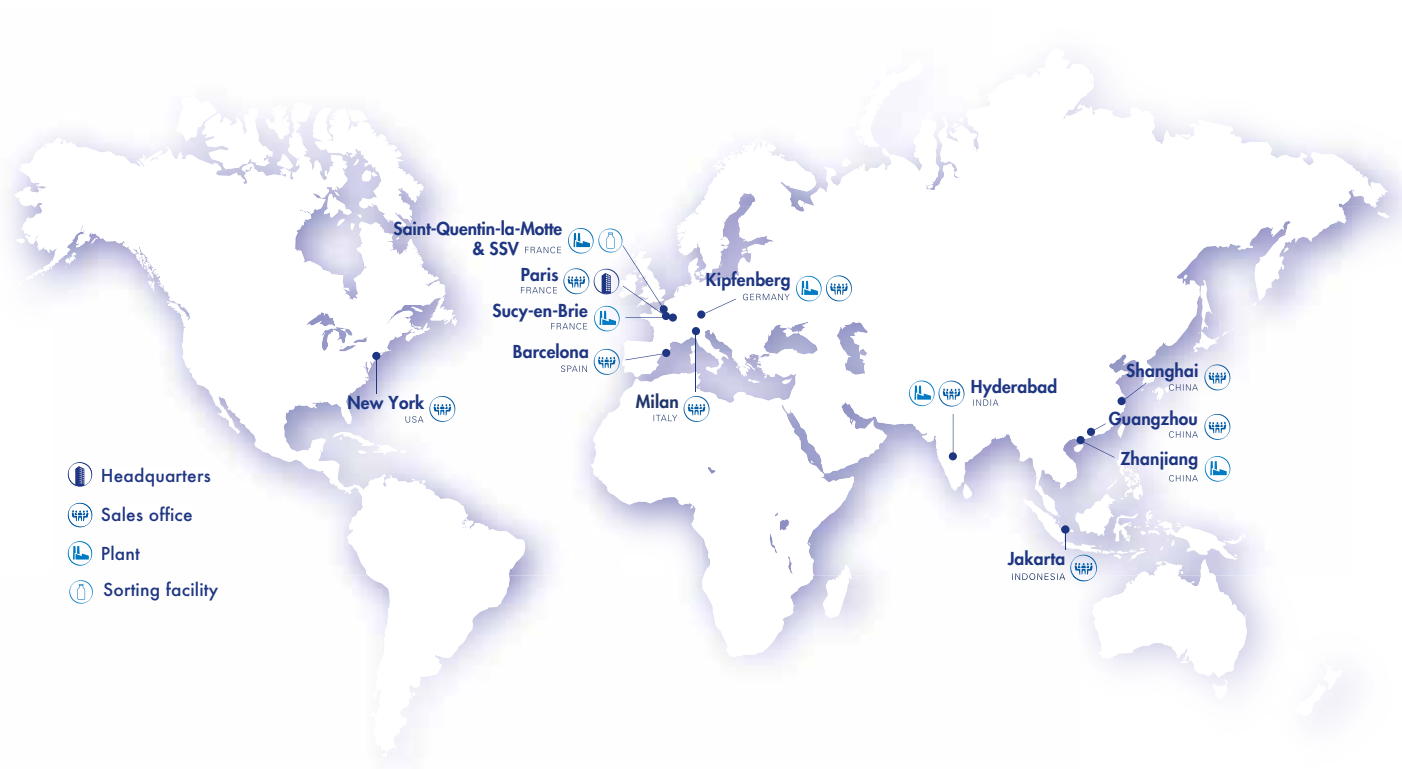 Saint-Quentin-la-Motte
& SSV FRANCE
Paris
FRANCE
Sucy-en-Brie
FRANCE
Barcelona
SPAIN
Kipfenberg
GERMANY
Milan
ITALY
New York
USA
Hyderabad
INDIA
Shanghai
CHINA
Guangzhou
CHINA
Zhanjiang
CHINA
Jakarta
INDONESIA
Headquarters
Sales office
Plant
Sorting facility